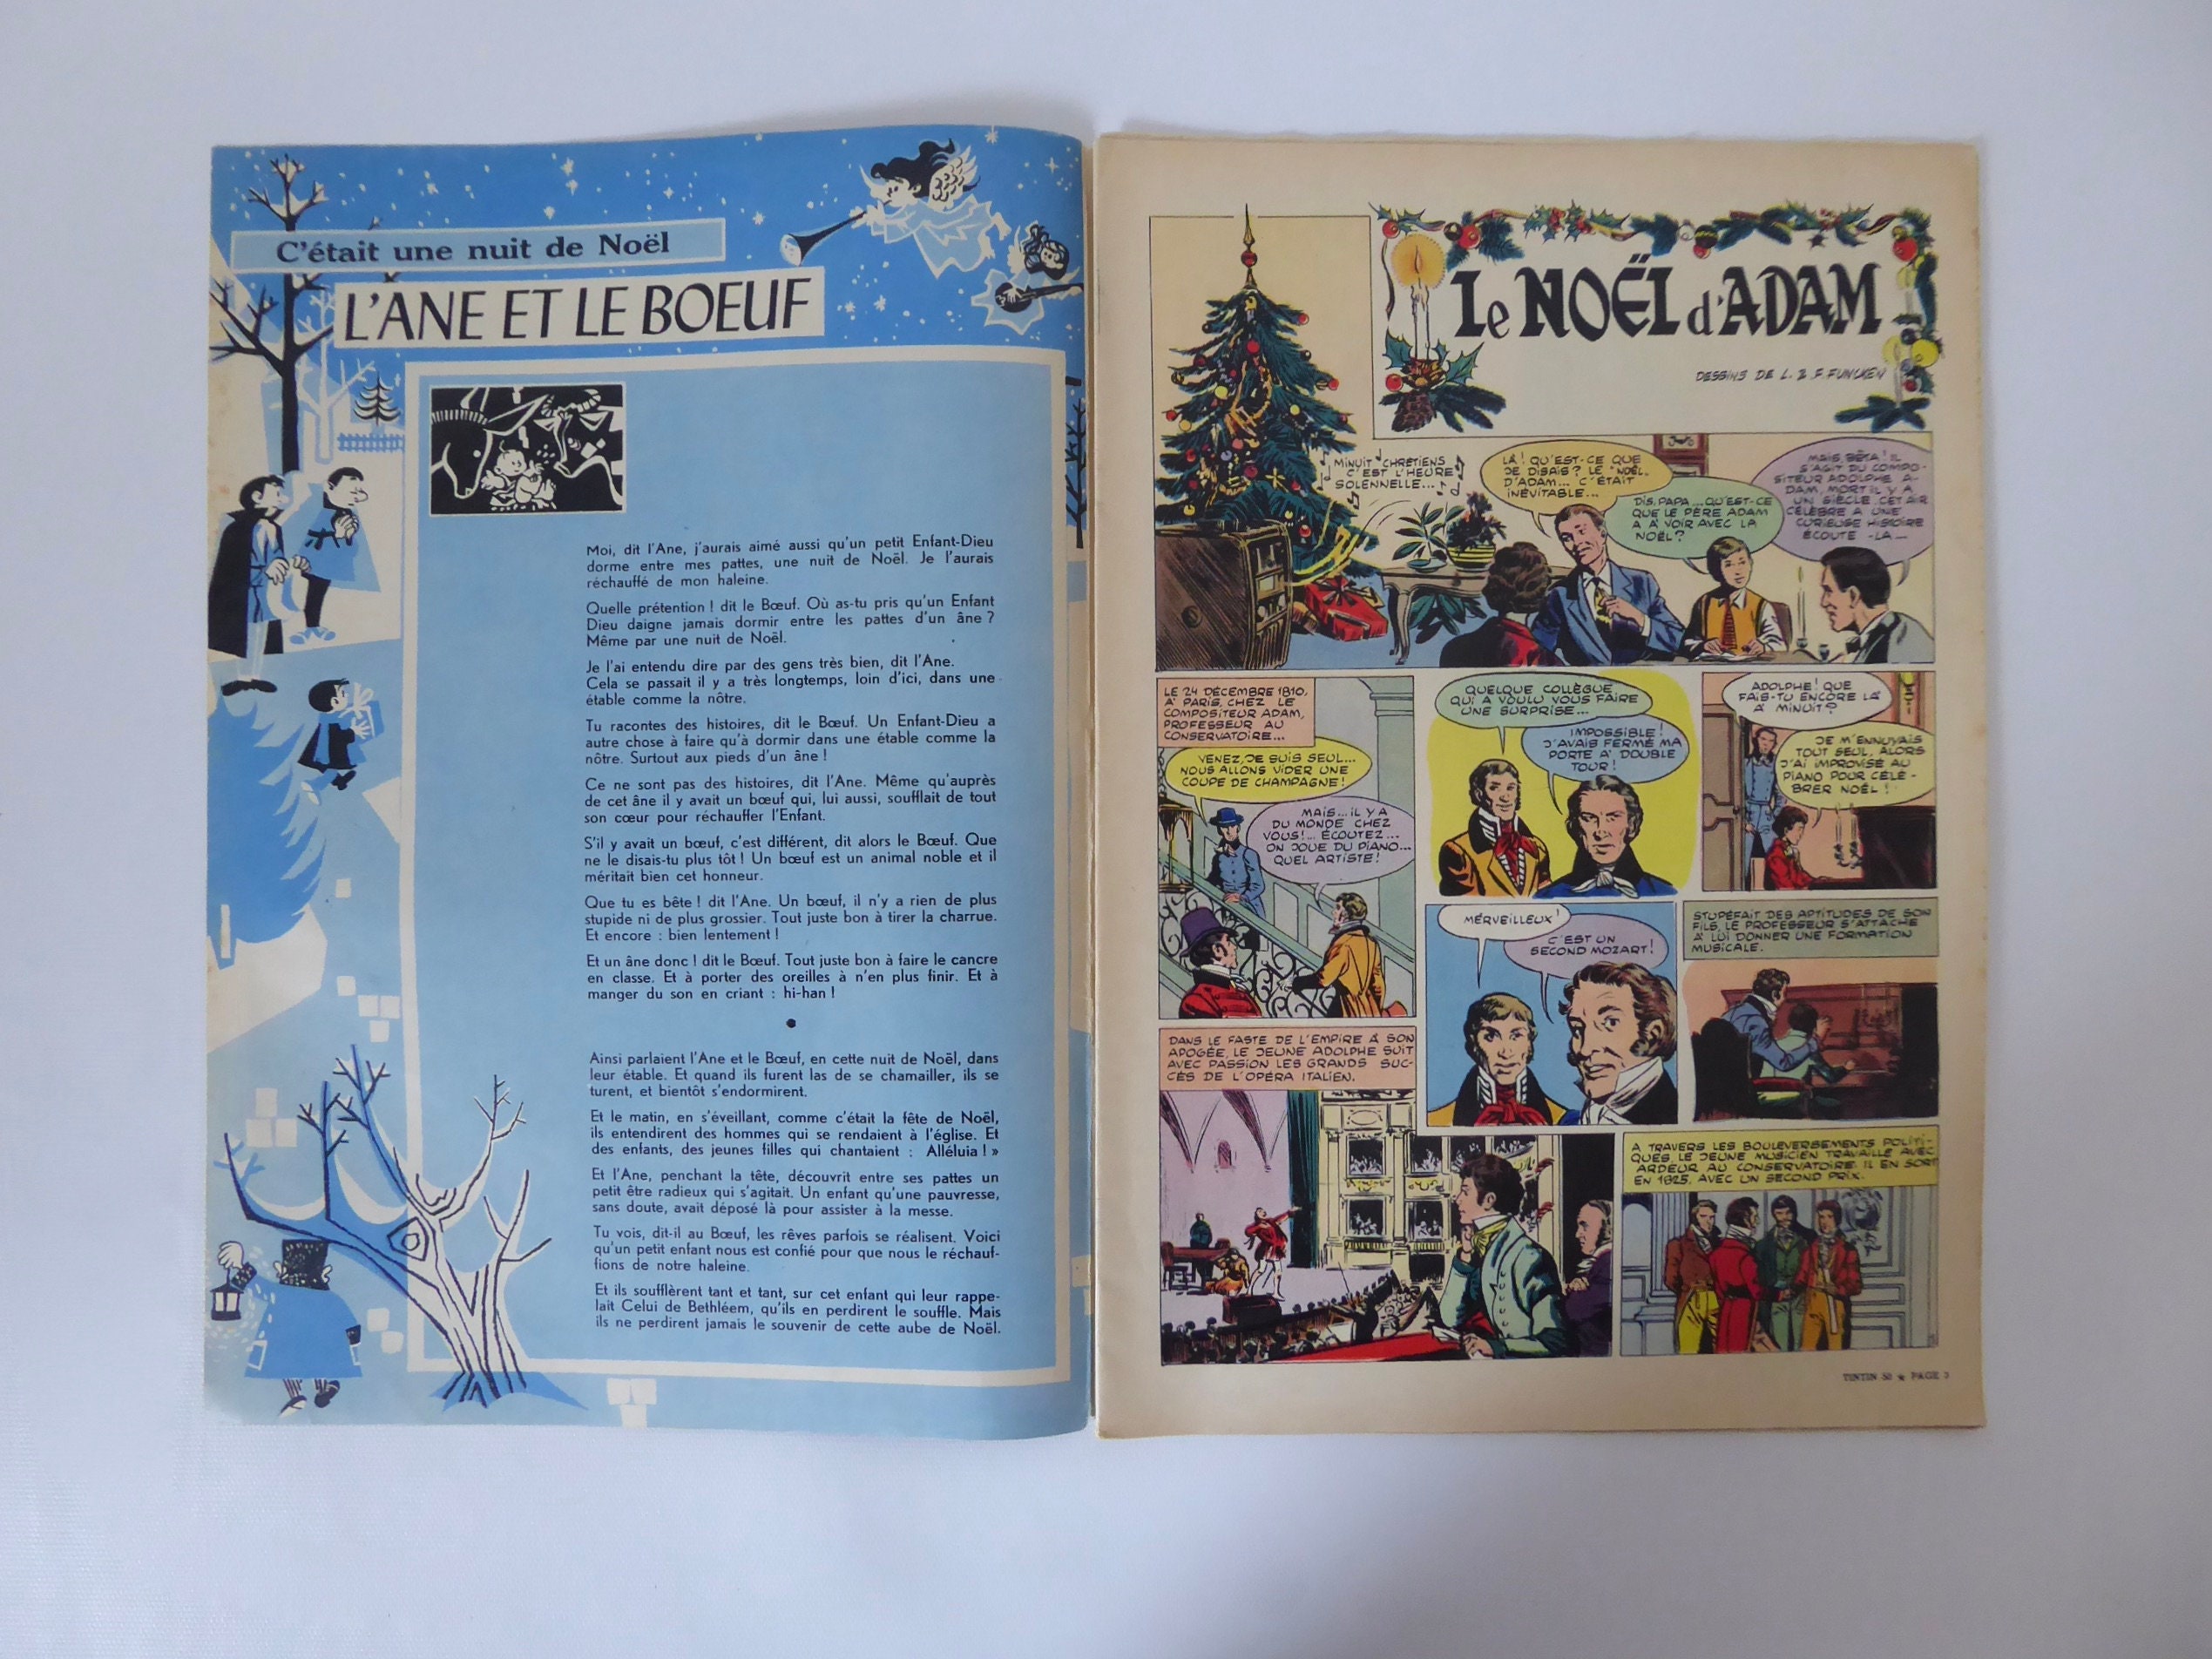 C'était une nuit de Noël
L'ANE ET LE BOEUF
Moi, dit l'Ane, j'aurais aimé aussi qu'un petit Enfant-Dieu
dorme entre mes pattes, une nuit de Noël. Je l'aurais
réchauffé de mon haleine.
Quelle prétention ! dit le Bœuf. Où as-tu pris qu'un Enfant
Dieu daigne jamais dormir entre les pattes d'un âne ?
Même par une nuit de Noël.
Je l'ai entendu dire par des gens très bien, dit l'Ane.
Cela se passait il y a très longtemps, loin d'ici, dans une
étable comme la nôtre.
Tu racontes des histoires, dit le Bœuf. Un Enfant-Dieu a
autre chose à faire qu'à dormir dans une étable comme la
nôtre. Surtout aux pieds d'un âne !
Ce ne sont pas des histoires, dit l'Ane. Même qu'auprès
de cet âne il y avait un bœuf qui, lui aussi, soufflait de tout
son cœur pour réchauffer l'Enfant.
S'il y avait un bœuf, c'est différent, dit alors le Bœuf. Que
ne le disais-tu plus tôt ! Un bœuf est un animal noble et il
méritait bien cet honneur.
Que tu es bête ! dit l'Ane. Un bœuf, il n'y a rien de plus
stupide ni de plus grossier. Tout juste bon à tirer la charrue.
Et encore : bien lentement !
Et un âne donc ! dit le Bœuf. Tout juste bon à faire le cancre
en classe. Et à porter des oreilles à n'en plus finir. Et à
manger du son en criant : hi-han !
Ainsi parlaient l'Ane et le Bœuf, en cette nuit de Noël, dans
leur étable. Et quand ils furent las de se chamailler, ils se
turent, et bientôt s'endormirent.
Et le matin, en s'éveillant, comme c'était la fête de Noël,
ils entendirent des hommes qui se rendaient à l'église. Et
des enfants, des jeunes filles qui chantaient : Alléluia ! »
Et l'Ane, penchant la tête, découvrit entre ses pattes un
petit être radieux qui s'agitait. Un enfant qu'une pauvresse,
sans doute, avait déposé là pour assister à la messe.
Tu vois, dit-il au Bœuf, les rêves parfois se réalisent. Voici
qu'un petit enfant nous est confié pour que nous le réchauf-
fions de notre haleine.
Et ils soufflèrent tant et tant, sur cet enfant qui leur rappe-
lait Celui de Bethléem, qu'ils en perdirent le souffle. Mais
ils ne perdirent jamais le souvenir de cette aube de Noël.
Le NOËL d'ADAM
DESSINS DE L. & F. FUNCKEN
MINUIT CHRÉTIENS
C'EST L'HEURE
SOLENNELLE...
LÀ ! QU'EST-CE QUE
JE DISAIS ? LE "NOËL
D'ADAM... C'ÉTAIT
INÉVITABLE...
DIS, PAPA... QU'EST-CE
QUE LE PÈRE ADAM
A À VOIR AVEC LA
NOËL ?
MAIS, BÊTA ! IL
S'AGIT DU COMPO-
SITEUR ADOLPHE A-
DAM, MORT IL Y A
UN SIÈCLE. CET AIR
CÉLÈBRE A UNE
CURIEUSE HISTOIRE
ÉCOUTE-LA —
LE 24 DÉCEMBRE 1810,
À PARIS, CHEZ LE
COMPOSITEUR ADAM,
PROFESSEUR AU
CONSERVATOIRE...
VENEZ, JE SUIS SEUL...
NOUS ALLONS VIDER UNE
COUPE DE CHAMPAGNE !
MAIS... IL Y A
DU MONDE CHEZ
VOUS !... ÉCOUTEZ...
ON JOUE DU PIANO...
QUEL ARTISTE !
QUELQUE COLLÈGUE
QUI A VOULU VOUS FAIRE
UNE SURPRISE...
IMPOSSIBLE !
J'AVAIS FERMÉ MA
PORTE À DOUBLE
TOUR !
ADOLPHE ! QUE
FAIS-TU ENCORE LÀ
À MINUIT ?
JE M'ENNUYAIS
TOUT SEUL, ALORS
J'AI IMPROVISÉ AU
PIANO POUR CÉLÉ-
BRER NOËL !
MERVEILLEUX !
C'EST UN
SECOND MOZART !
STUPÉFAIT DES APTITUDES DE SON
FILS, LE PROFESSEUR S'ATTACHE
À LUI DONNER UNE FORMATION
MUSICALE.
DANS LE FASTE DE L'EMPIRE À SON
APOGÉE, LE JEUNE ADOLPHE SUIT
AVEC PASSION LES GRANDS SUC-
CÈS DE L'OPÉRA ITALIEN.
A TRAVERS LES BOULEVERSEMENTS POLITI-
QUES, LE JEUNE MUSICIEN TRAVAILLE AVEC
ARDEUR AU CONSERVATOIRE. IL EN SORT
EN 1825, AVEC UN SECOND PRIX.
TINTIN 50 ★ PAGE 3